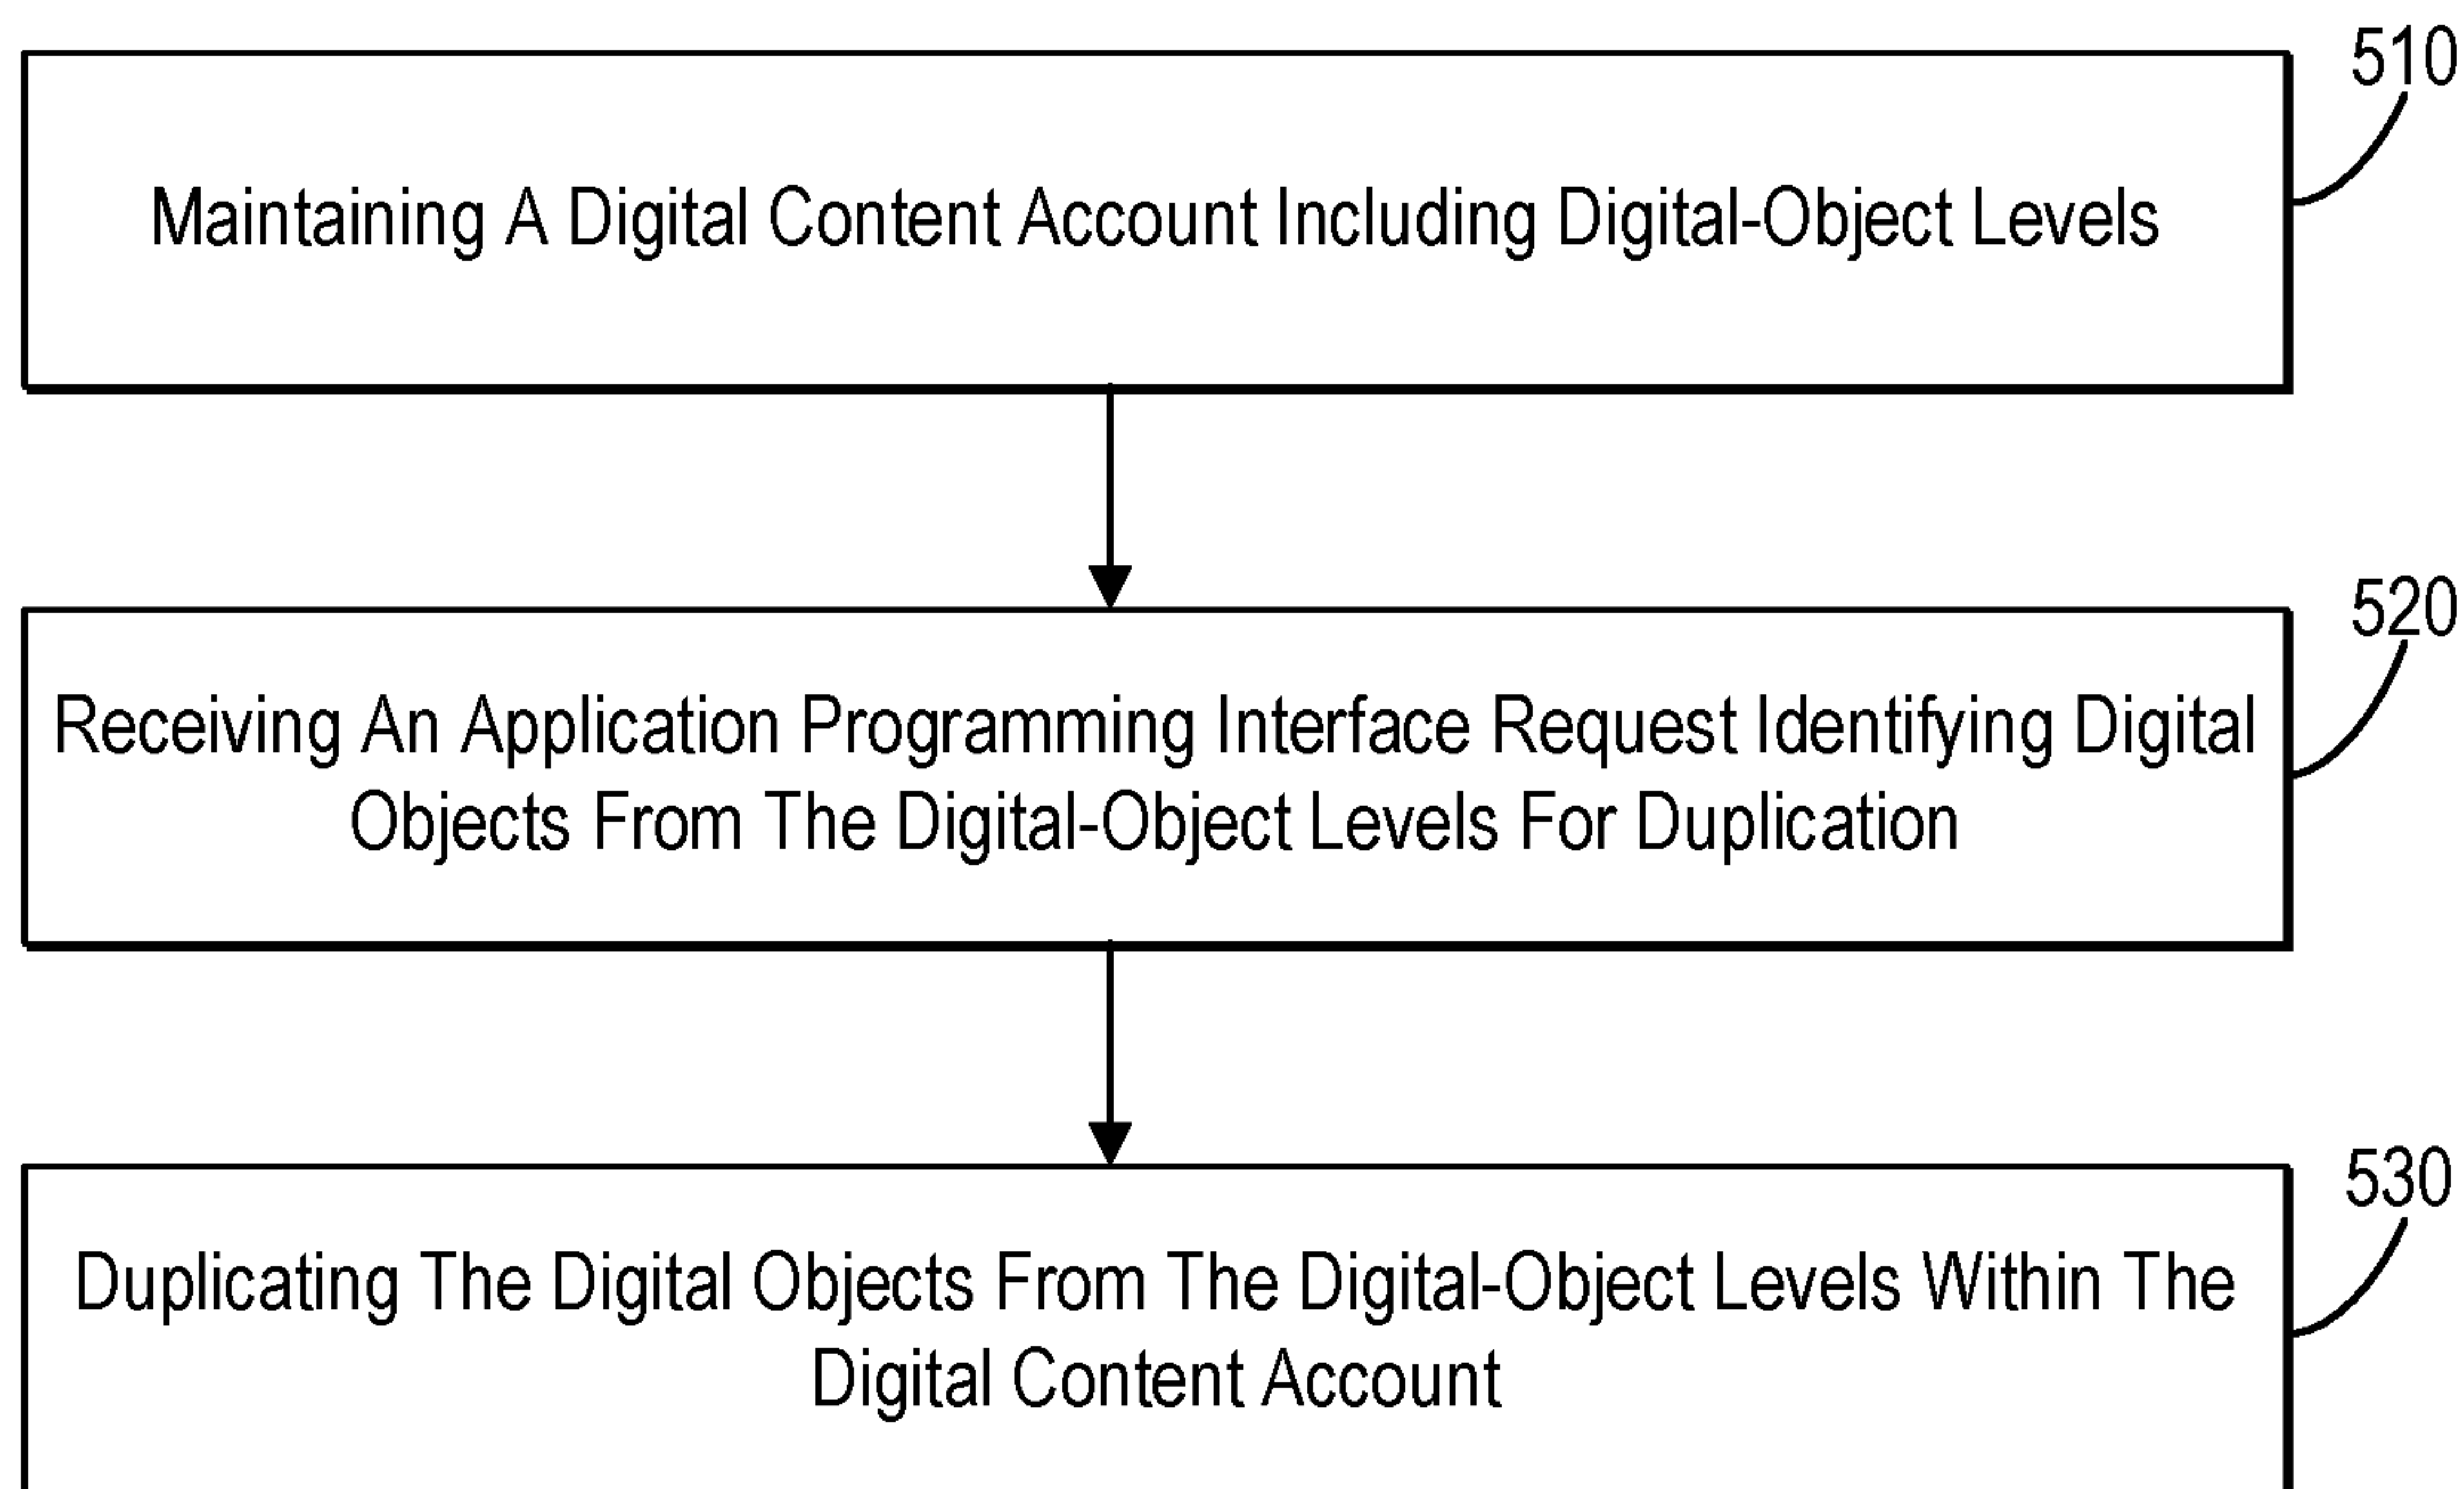 510
Maintaining A Digital Content Account Including Digital-Object Levels
520
Receiving An Application Programming Interface Request Identifying Digital
Objects From The Digital-Object Levels For Duplication
530
Duplicating The Digital Objects From The Digital-Object Levels Within The
Digital Content Account